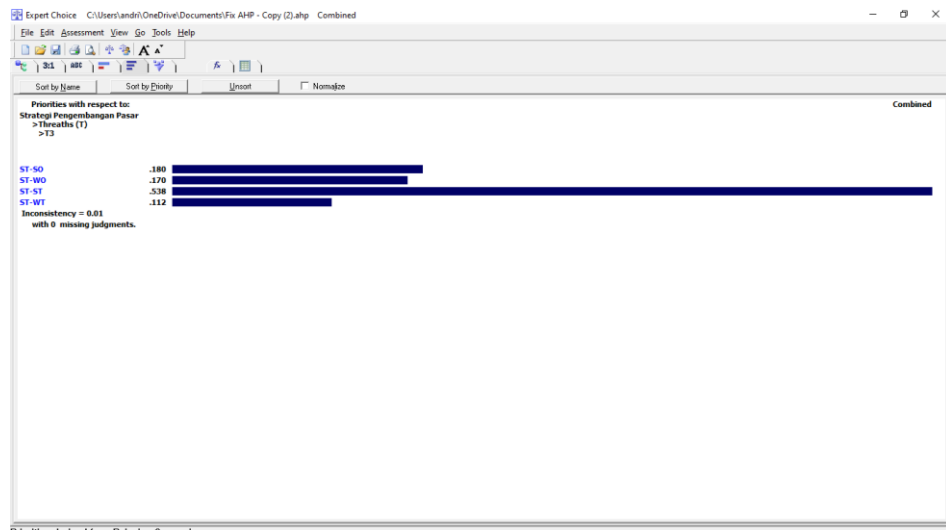 Expert Choice C:\Users\andri\OneDrive\Documents\Fix AHP - Copy (2).ahp Combined
File Edit Assessment View Go Tools Help
A A
3:1 ABC fx
Sort by Name Sort by Priority Unsort Normalize
Priorities with respect to: Combined
Strategi Pengembangan Pasar
>Threaths (T)
>T3
ST-SO .180
ST-WO .170
ST-ST .538
ST-WT .112
Inconsistency = 0.01
with 0 missing judgments.